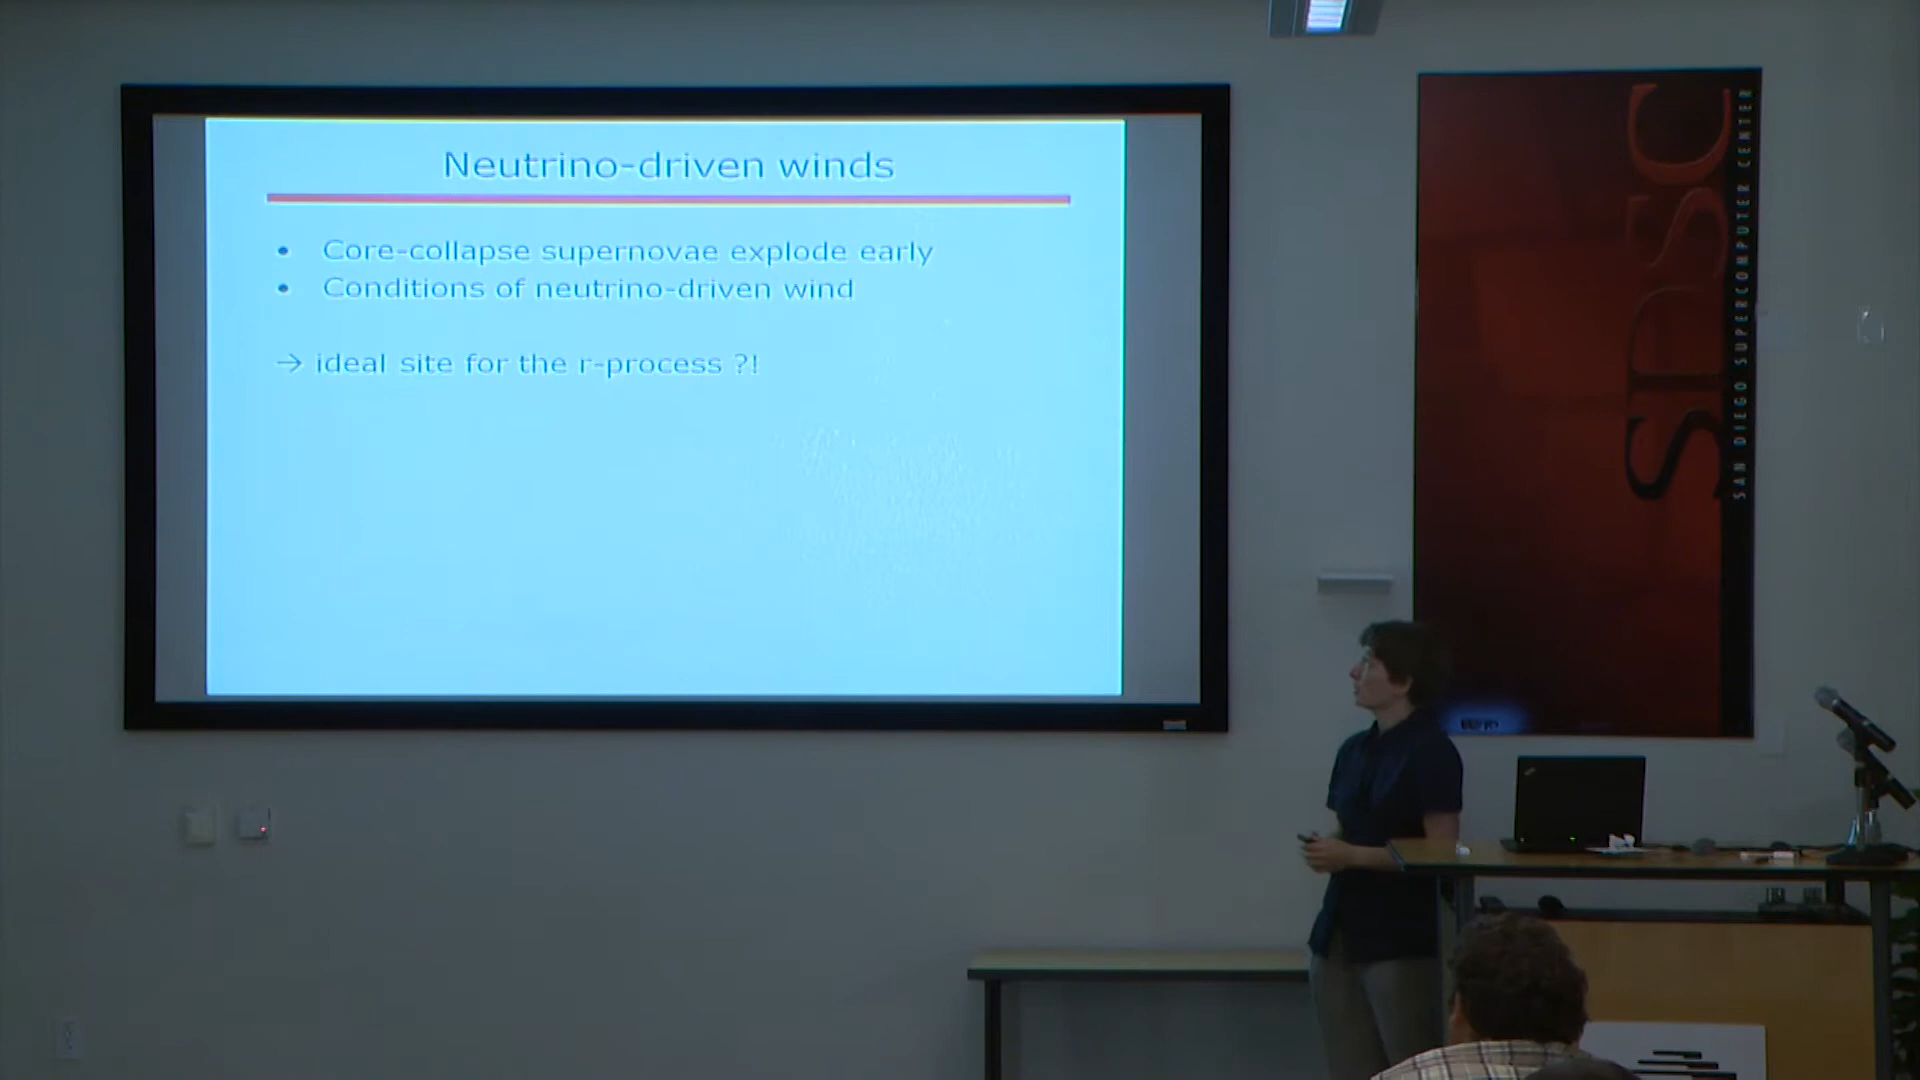 Neutrino-driven winds
• Core-collapse supernovae explode early
• Conditions of neutrino-driven wind
→ ideal site for the r-process ?!
SDSC
SAN DIEGO SUPERCOMPUTER CENTER